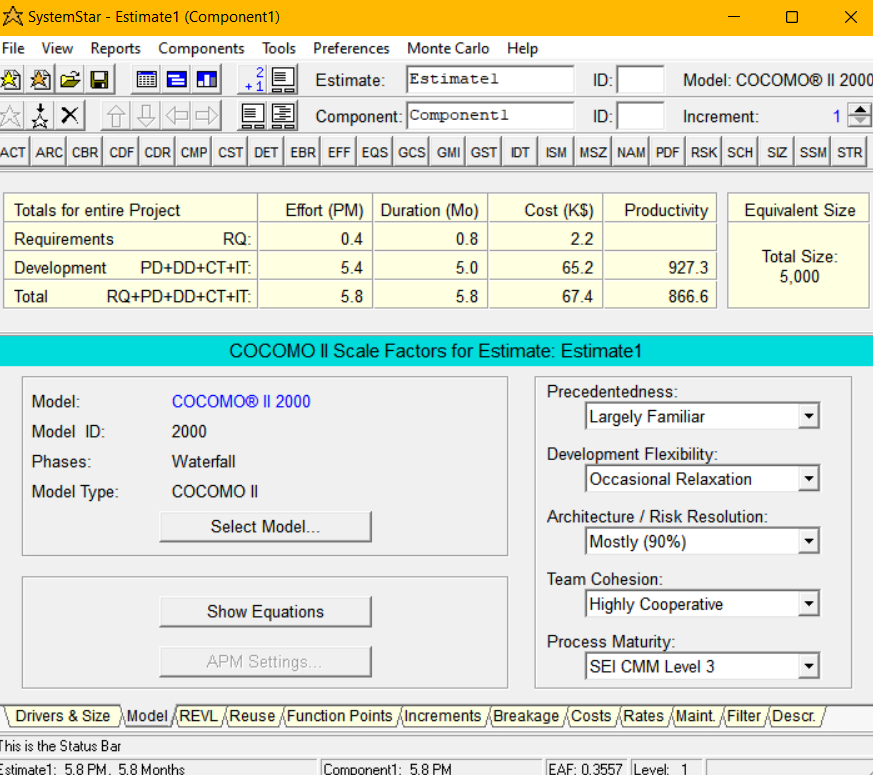 SystemStar - Estimate1 (Component1)
File View Reports Components Tools Preferences Monte Carlo Help
2 +1 Estimate: Estimate1 ID: Model: COCOMO® II 2000
Component: Component1 ID: Increment: 1
ACT ARC CBR CDF CDR CMP CST DET EBR EFF EQS GCS GMI GST IDT ISM MSZ NAM PDF RSK SCH SIZ SSM STR
Totals for entire Project Effort (PM) Duration (Mo) Cost (K$) Productivity Equivalent Size
Requirements RQ: 0.4 0.8 2.2
Development PD+DD+CT+IT: 5.4 5.0 65.2 927.3
Total RQ+PD+DD+CT+IT: 5.8 5.8 67.4 866.6
Total Size:
5,000
COCOMO II Scale Factors for Estimate: Estimate1
Model: COCOMO® II 2000
Model ID: 2000
Phases: Waterfall
Model Type: COCOMO II
Select Model...
Show Equations
APM Settings...
Precedentedness:
Largely Familiar
Development Flexibility:
Occasional Relaxation
Architecture / Risk Resolution:
Mostly (90%)
Team Cohesion:
Highly Cooperative
Process Maturity:
SEI CMM Level 3
Drivers & Size Model REVL Reuse Function Points Increments Breakage Costs Rates Maint. Filter Descr.
This is the Status Bar
Estimate1: 5.8 PM, 5.8 Months Component1: 5.8 PM EAF: 0.3557 Level: 1